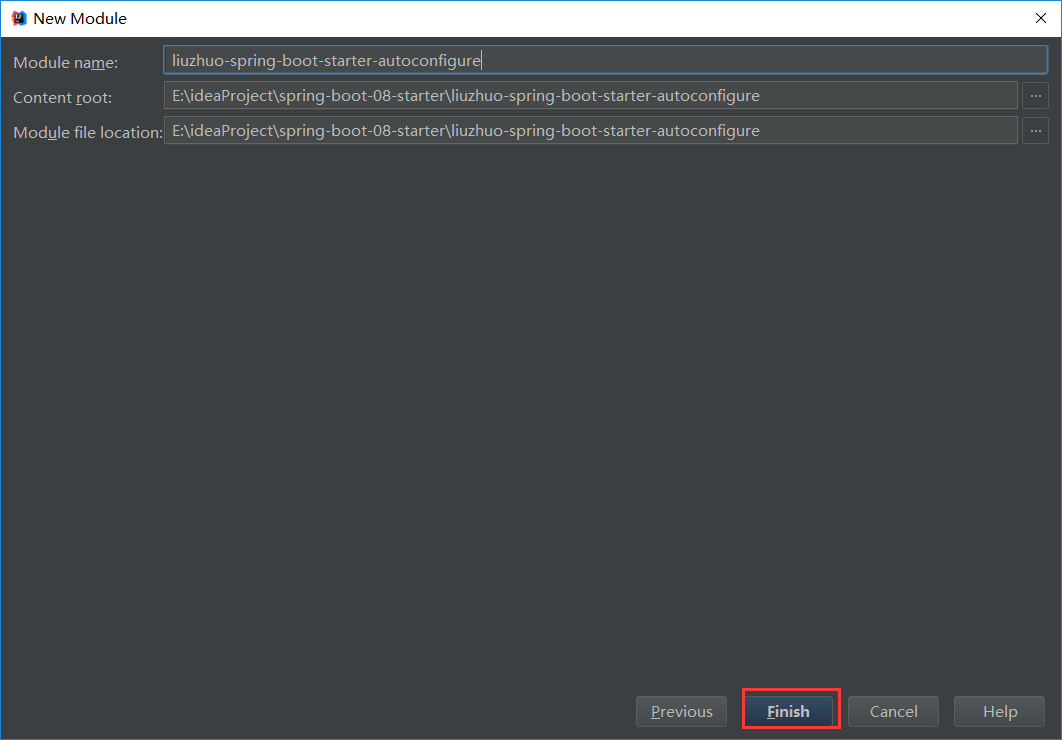 New Module
Module name: liuzhuo-spring-boot-starter-autoconfigure
Content root: E:\ideaProject\spring-boot-08-starter\liuzhuo-spring-boot-starter-autoconfigure ...
Module file location: E:\ideaProject\spring-boot-08-starter\liuzhuo-spring-boot-starter-autoconfigure ...
Previous Finish Cancel Help